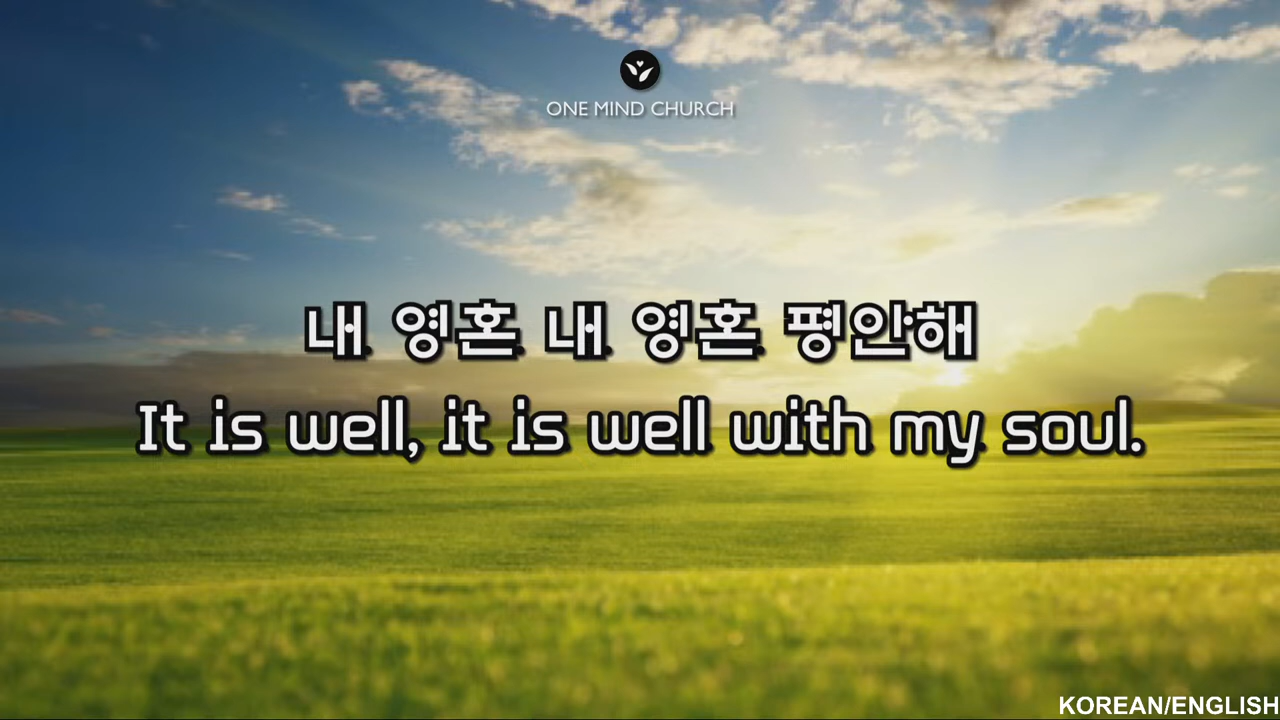 ONE MIND CHURCH
내 영혼 내 영혼 평안해
It is well, it is well with my soul.
KOREAN/ENGLISH